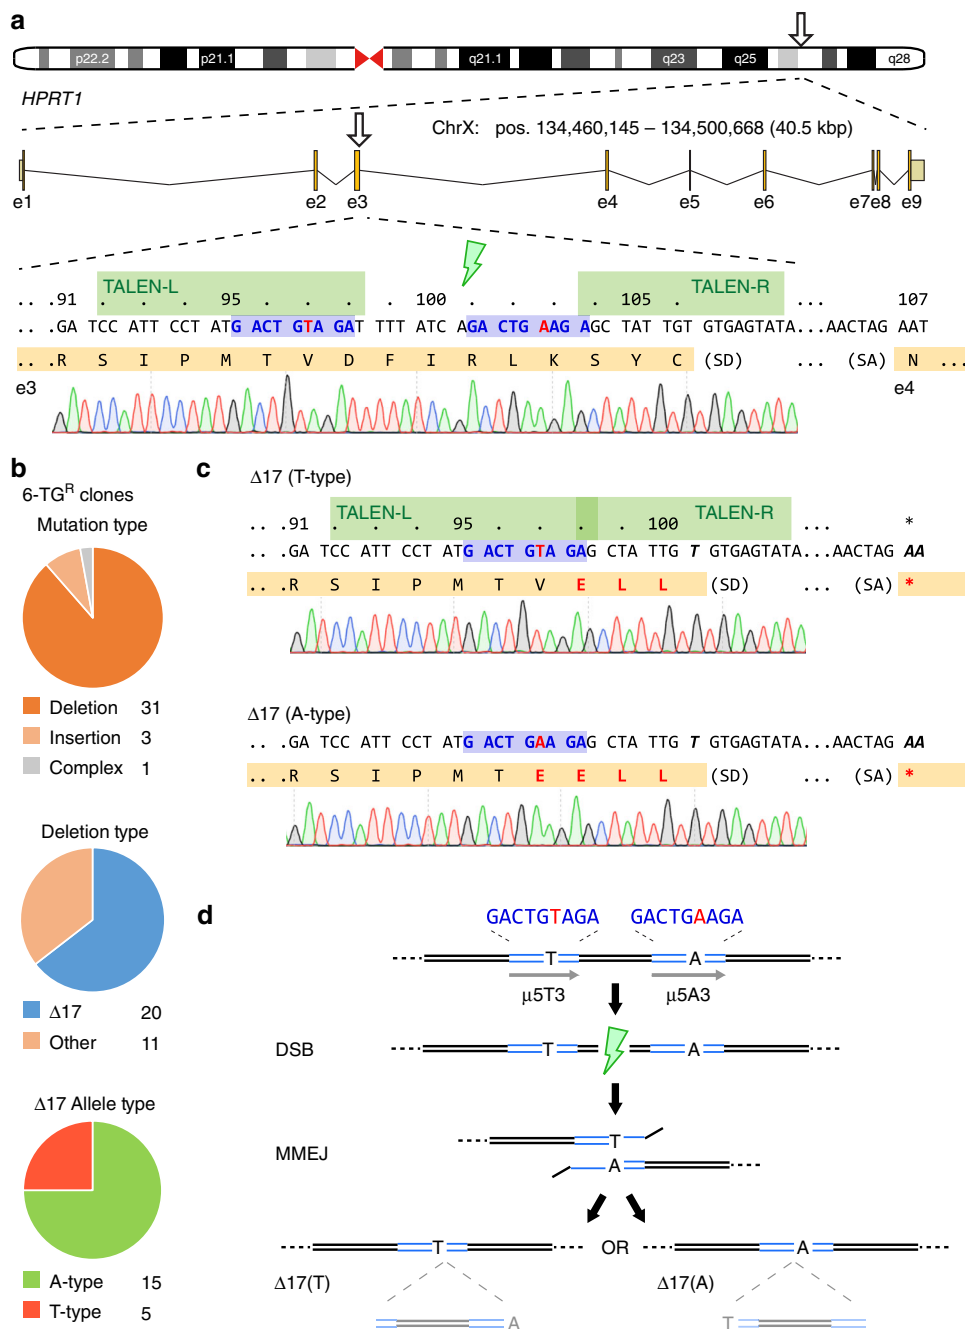 a
p22.2 p21.1 q21.1 q23 q25 q28
HPRT1
ChrX: pos. 134,460,145 – 134,500,668 (40.5 kbp)
e1 e2 e3 e4 e5 e6 e7 e8 e9
TALEN-L TALEN-R
.. .91 . . . 95 . . . 100 . . . . 105 . ... 107
.. .GA TCC ATT CCT ATG ACT GTA GAT TTT ATC AGA CTG AAG AGC TAT TGT GTGAGTATA...AACTAG AAT
...R S I P M T V D F I R L K S Y C (SD) ... (SA) N ...
e3 e4
b
6-TGR clones
Mutation type
Deletion 31
Insertion 3
Complex 1
Deletion type
Δ17 20
Other 11
Δ17 Allele type
A-type 15
T-type 5
c
Δ17 (T-type)
TALEN-L TALEN-R
.. .91 . . . 95 . . . . 100 ... *
.. .GA TCC ATT CCT ATG ACT GTA GAG CTA TTG T GTGAGTATA...AACTAG AA
...R S I P M T V E L L (SD) ... (SA) *
Δ17 (A-type)
.. .GA TCC ATT CCT ATG ACT GAA GAG CTA TTG T GTGAGTATA...AACTAG AA
...R S I P M T E E L L (SD) ... (SA) *
d
GACTGTAGA GACTGAAGA
T A
µ5T3 µ5A3
DSB T A
MMEJ T
A
T OR A
Δ17(T) Δ17(A)
A T